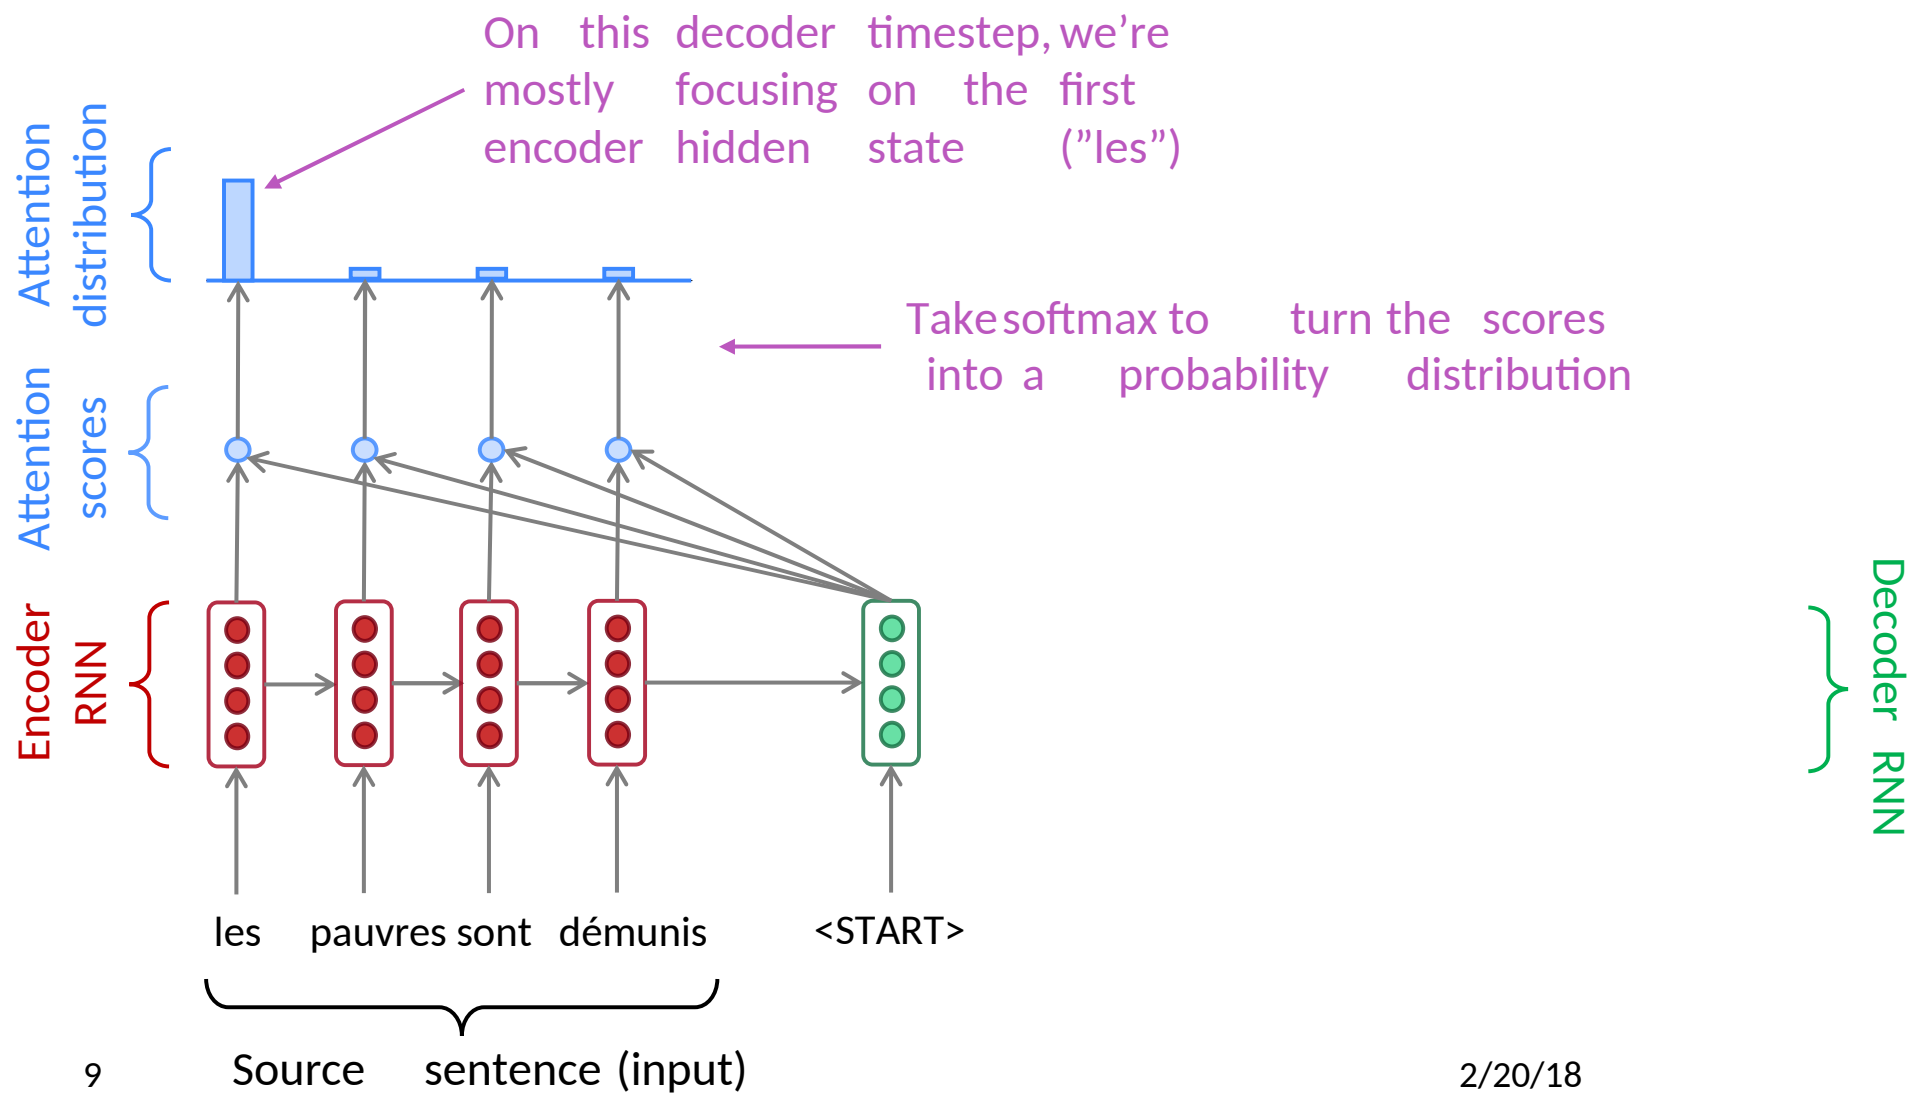 On this decoder timestep, we’re
mostly focusing on the first
encoder hidden state (”les”)
Attention
distribution
Take softmax to turn the scores
into a probability distribution
Attention
scores
Encoder
RNN
Decoder RNN
les pauvres sont démunis <START>
Source sentence (input)
9
2/20/18